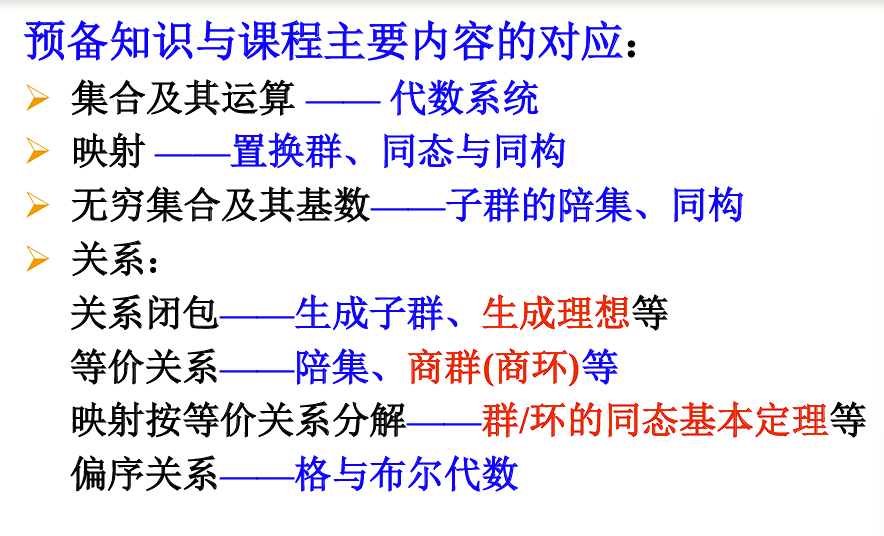 预备知识与课程主要内容的对应：
集合及其运算 —— 代数系统
映射 ——置换群、同态与同构
无穷集合及其基数——子群的陪集、同构
关系：
关系闭包——生成子群、生成理想等
等价关系——陪集、商群(商环)等
映射按等价关系分解——群/环的同态基本定理等
偏序关系——格与布尔代数